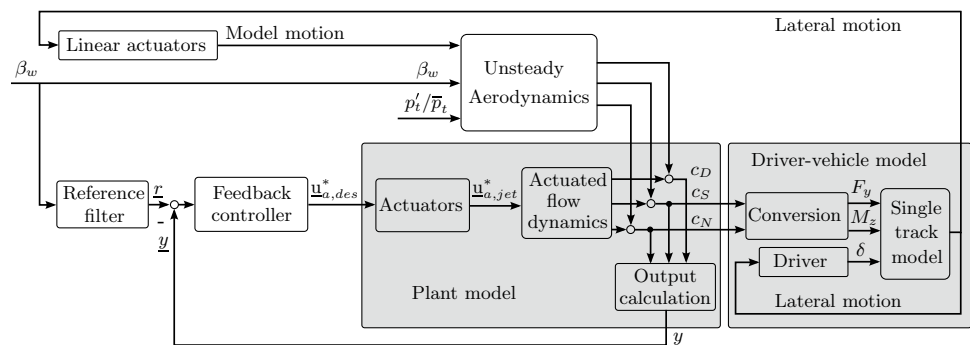 Lateral motion
Linear actuators
Model motion
β_w
β_w
Unsteady
Aerodynamics
p′_t/p̅_t
Driver-vehicle model
Reference
filter
r
-
y
Feedback
controller
u*_{a,des}
Actuators
u*_{a,jet}
Actuated
flow
dynamics
c_D
c_S
c_N
Conversion
F_y
M_z
Single
track
model
Driver
δ
Output
calculation
Plant model
Lateral motion
y